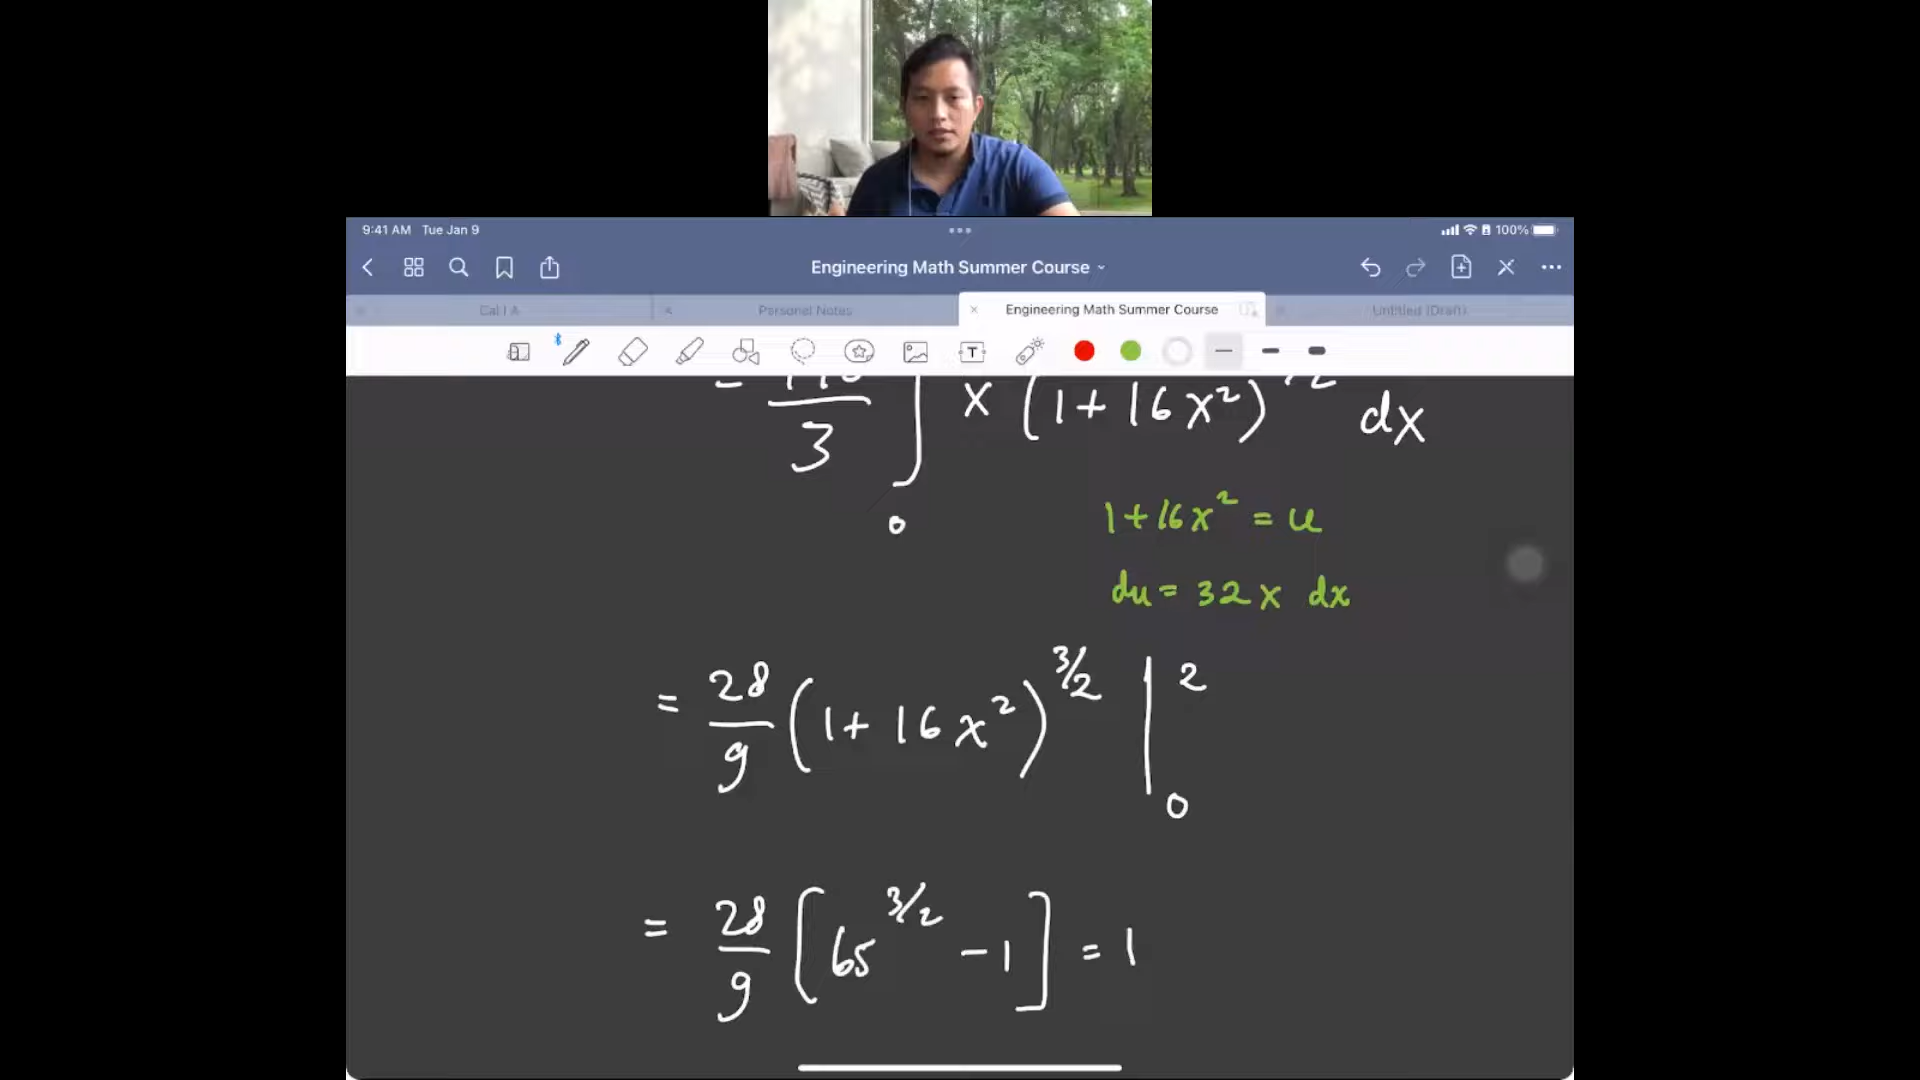 9:41 AM Tue Jan 9
100%
Engineering Math Summer Course
Cal I A
Personal Notes
Engineering Math Summer Course
Untitled (Draft)
T
= /3 ∫ x (1 + 16x²) dx
0
1 + 16x² = u
du = 32x dx
= 28/9 (1 + 16x²)^3/2 |₀²
= 28/9 [65^3/2 - 1] = 1